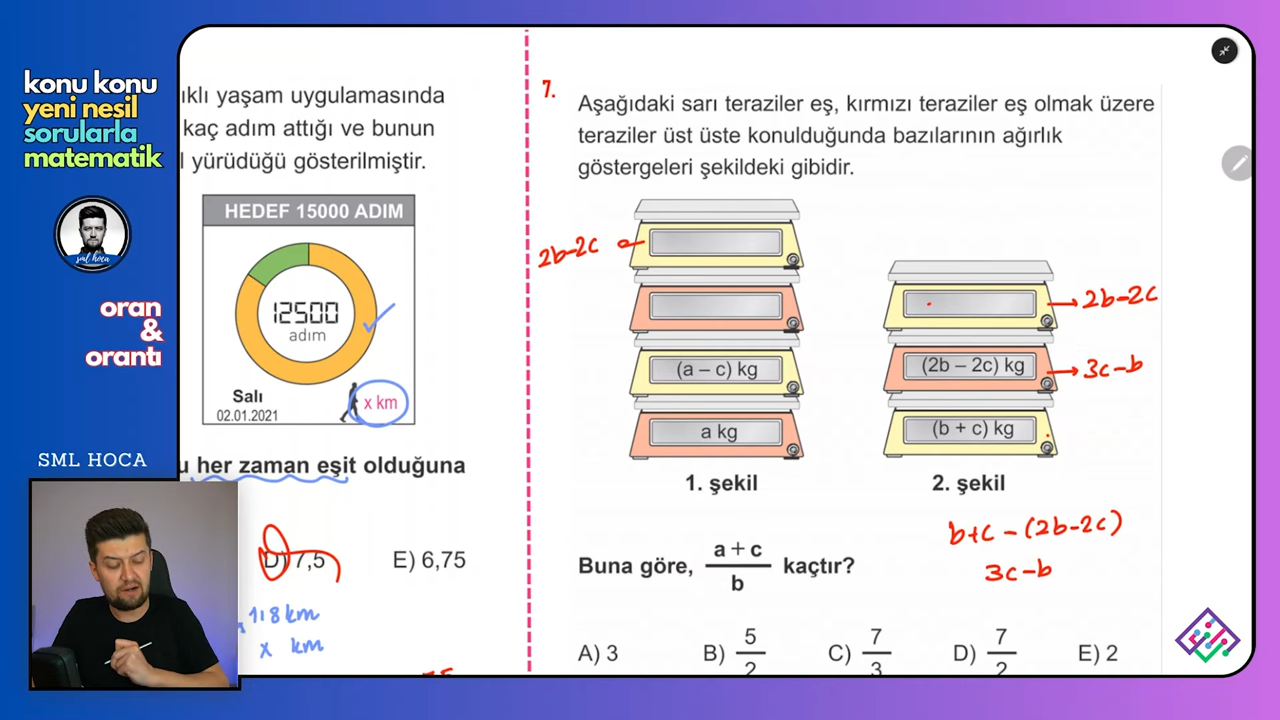 konu konu
yeni nesil
sorularla
matematik
sml hoca
oran
&
orantı
SML HOCA
ıklı yaşam uygulamasında
kaç adım attığı ve bunun
l yürüdüğü gösterilmiştir.
HEDEF 15000 ADIM
12500
adım
Salı
02.01.2021
x km
u her zaman eşit olduğuna
D) 7,5
E) 6,75
1,8 km
x km
7.
Aşağıdaki sarı teraziler eş, kırmızı teraziler eş olmak üzere
teraziler üst üste konulduğunda bazılarının ağırlık
göstergeleri şekildeki gibidir.
2b-2c
(a – c) kg
a kg
1. şekil
2b-2c
(2b – 2c) kg
3c-b
(b + c) kg
2. şekil
b+c - (2b-2c)
3c-b
Buna göre, a + c / b kaçtır?
A) 3
B) 5/2
C) 7/3
D) 7/2
E) 2